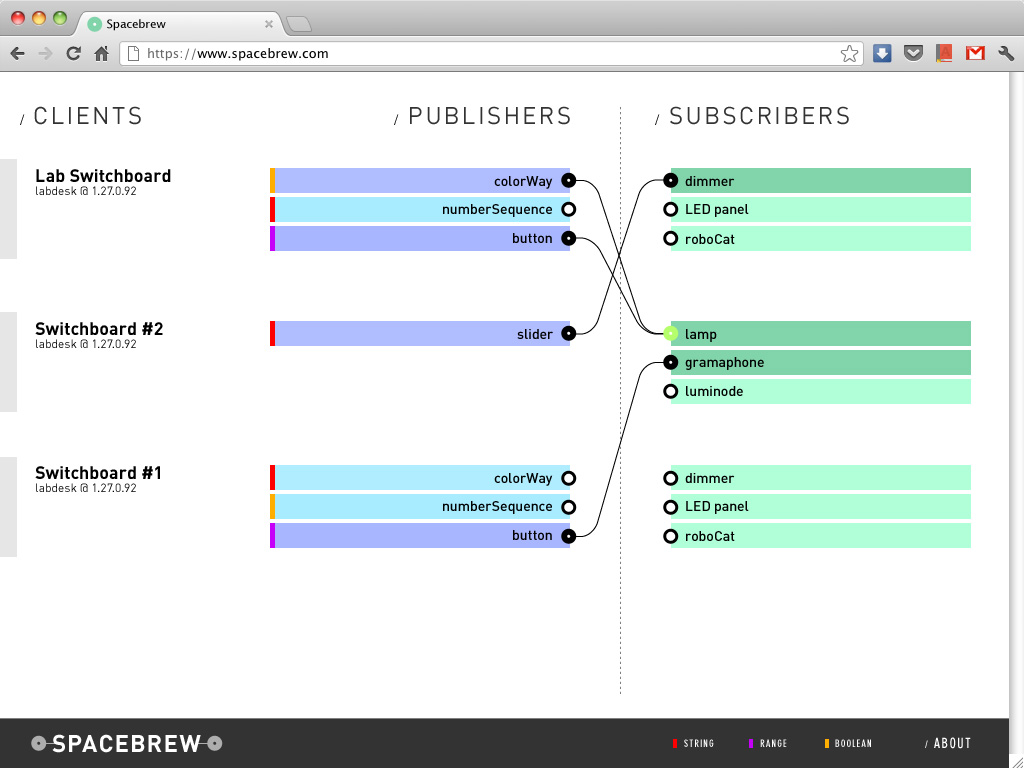 Spacebrew
https://www.spacebrew.com
/ CLIENTS
/ PUBLISHERS
/ SUBSCRIBERS
Lab Switchboard
labdesk @ 1.27.0.92
colorWay
numberSequence
button
dimmer
LED panel
roboCat
Switchboard #2
labdesk @ 1.27.0.92
slider
lamp
gramaphone
luminode
Switchboard #1
labdesk @ 1.27.0.92
colorWay
numberSequence
button
dimmer
LED panel
roboCat
SPACEBREW
STRING
RANGE
BOOLEAN
/ ABOUT